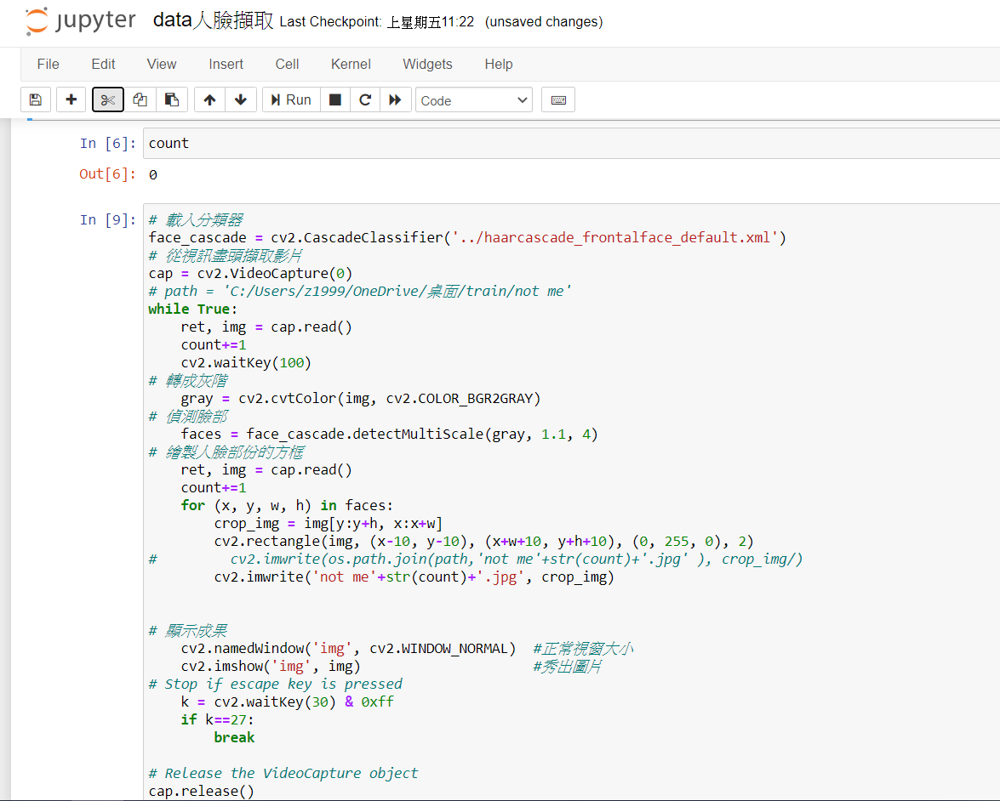 jupyter data人臉擷取 Last Checkpoint: 上星期五11:22 (unsaved changes)
File Edit View Insert Cell Kernel Widgets Help
Run Code
In [6]: count
Out[6]: 0
In [9]: # 載入分類器
face_cascade = cv2.CascadeClassifier('../haarcascade_frontalface_default.xml')
# 從視訊盡頭擷取影片
cap = cv2.VideoCapture(0)
# path = 'C:/Users/z1999/OneDrive/桌面/train/not me'
while True:
    ret, img = cap.read()
    count+=1
    cv2.waitKey(100)
# 轉成灰階
    gray = cv2.cvtColor(img, cv2.COLOR_BGR2GRAY)
# 偵測臉部
    faces = face_cascade.detectMultiScale(gray, 1.1, 4)
# 繪製人臉部份的方框
    ret, img = cap.read()
    count+=1
    for (x, y, w, h) in faces:
        crop_img = img[y:y+h, x:x+w]
        cv2.rectangle(img, (x-10, y-10), (x+w+10, y+h+10), (0, 255, 0), 2)
#         cv2.imwrite(os.path.join(path,'not me'+str(count)+'.jpg' ), crop_img/)
        cv2.imwrite('not me'+str(count)+'.jpg', crop_img)
# 顯示成果
    cv2.namedWindow('img', cv2.WINDOW_NORMAL)  #正常視窗大小
    cv2.imshow('img', img)                     #秀出圖片
# Stop if escape key is pressed
    k = cv2.waitKey(30) & 0xff
    if k==27:
        break
# Release the VideoCapture object
cap.release()